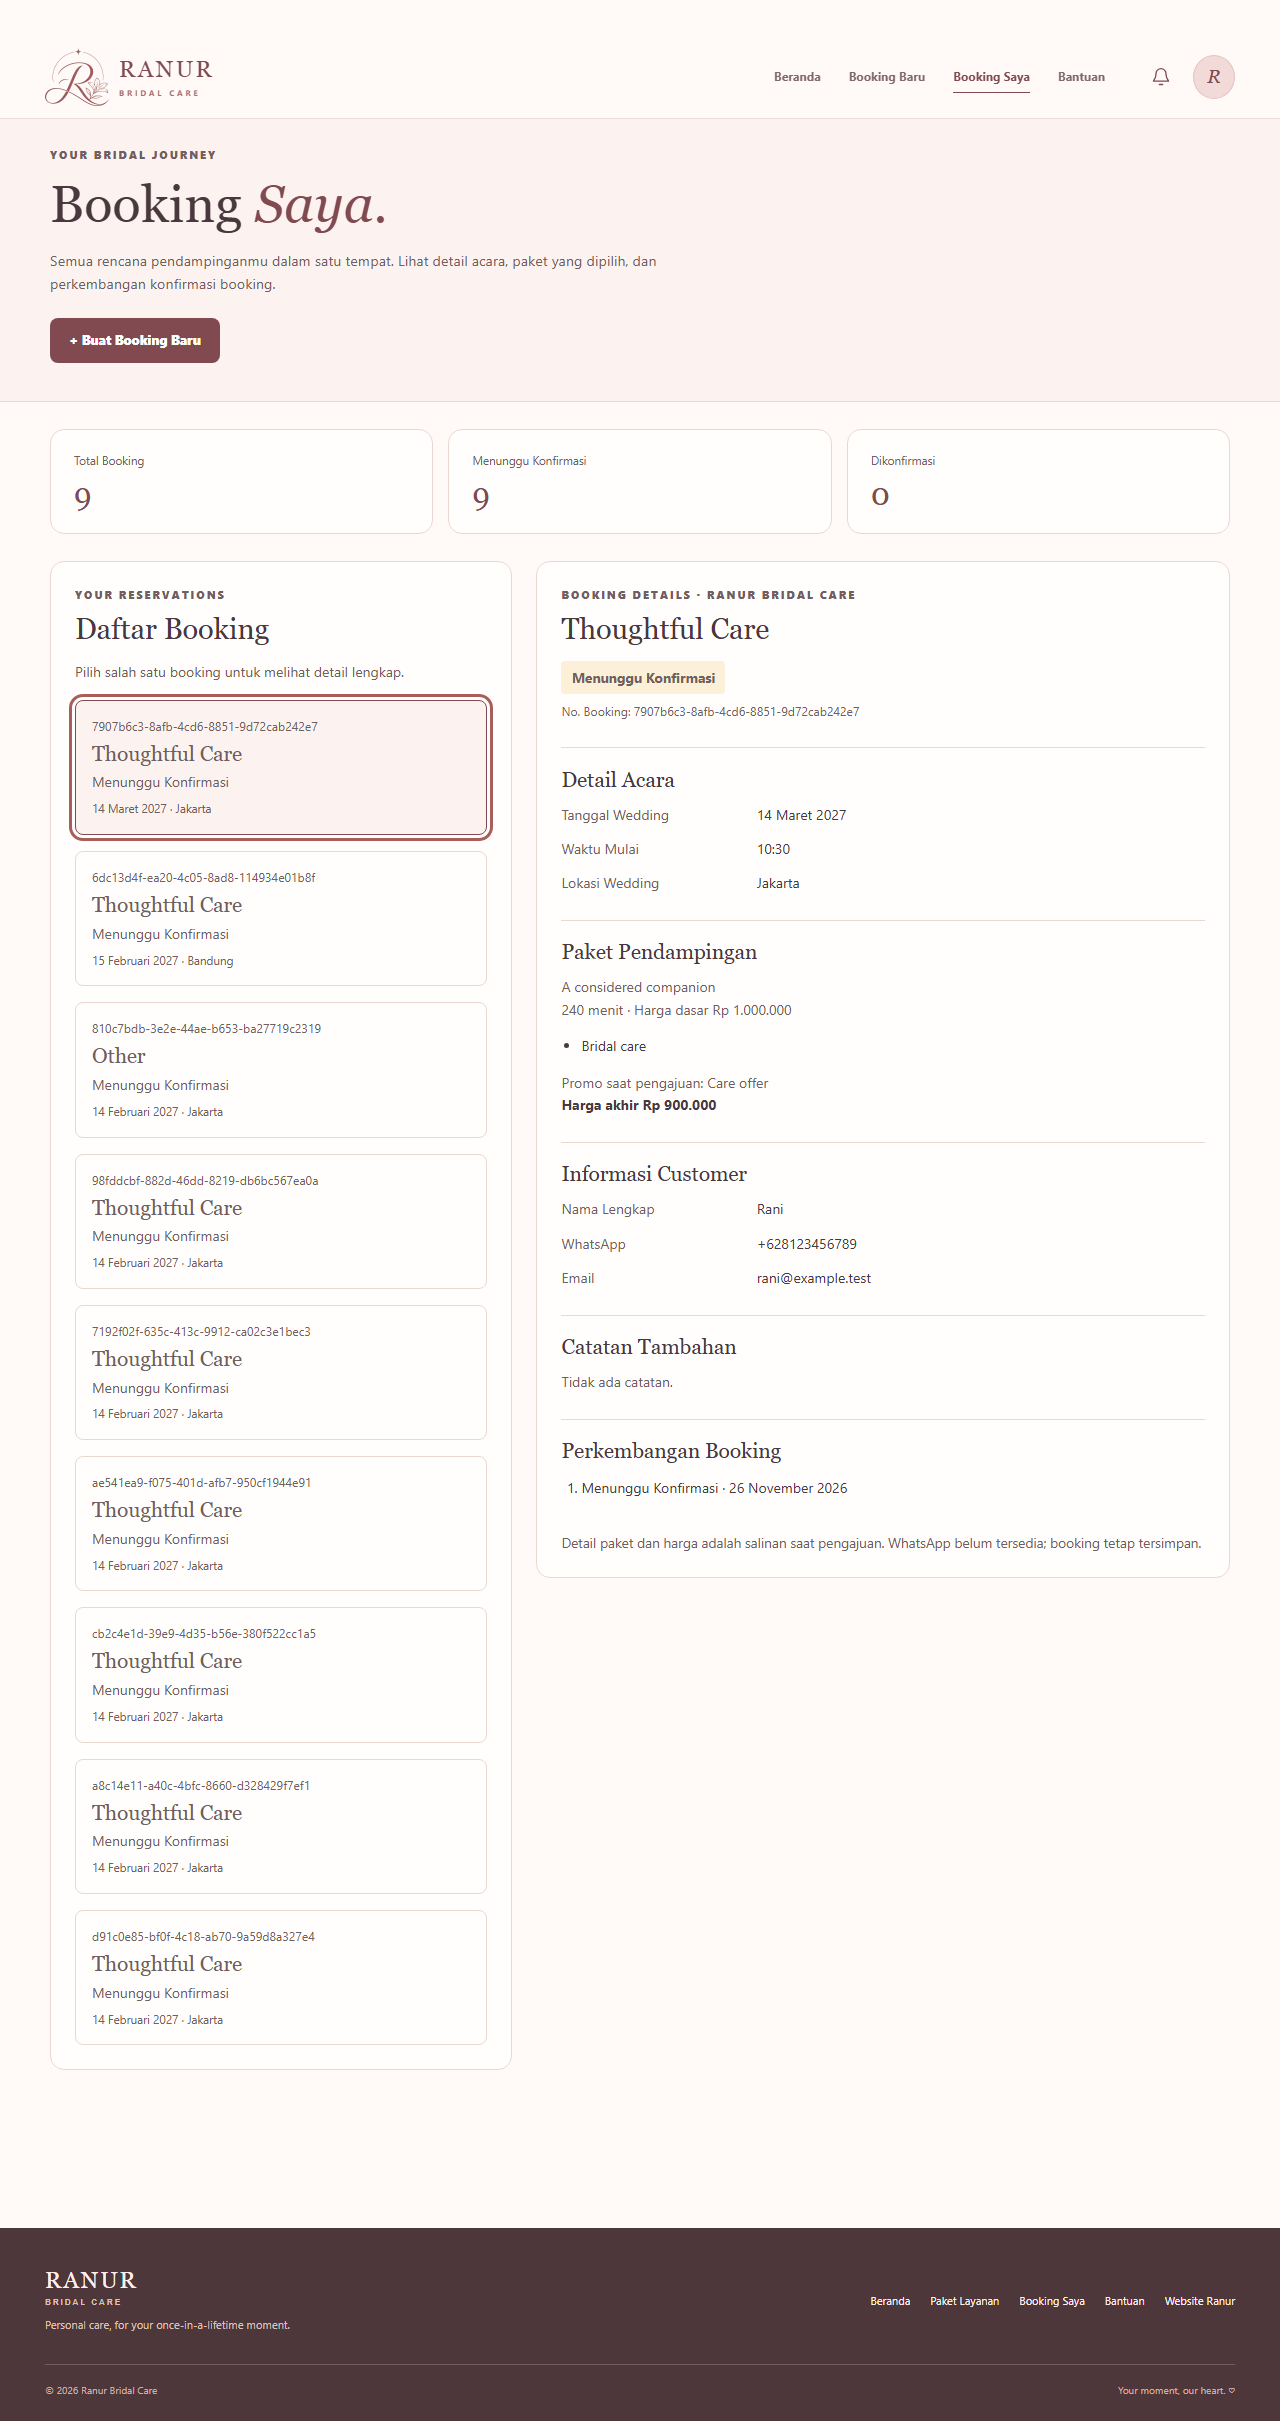 RANUR
BRIDAL CARE
Beranda
Booking Baru
Booking Saya
Bantuan
R
YOUR BRIDAL JOURNEY
Booking Saya.
Semua rencana pendampinganmu dalam satu tempat. Lihat detail acara, paket yang dipilih, dan
perkembangan konfirmasi booking.
+ Buat Booking Baru
Total Booking
9
Menunggu Konfirmasi
9
Dikonfirmasi
0
YOUR RESERVATIONS
Daftar Booking
Pilih salah satu booking untuk melihat detail lengkap.
7907b6c3-8afb-4cd6-8851-9d72cab242e7
Thoughtful Care
Menunggu Konfirmasi
14 Maret 2027 · Jakarta
6dc13d4f-ea20-4c05-8ad8-114934e01b8f
Thoughtful Care
Menunggu Konfirmasi
15 Februari 2027 · Bandung
810c7bdb-3e2e-44ae-b653-ba27719c2319
Other
Menunggu Konfirmasi
14 Februari 2027 · Jakarta
98fddcbf-882d-46dd-8219-db6bc567ea0a
Thoughtful Care
Menunggu Konfirmasi
14 Februari 2027 · Jakarta
7192f02f-635c-413c-9912-ca02c3e1bec3
Thoughtful Care
Menunggu Konfirmasi
14 Februari 2027 · Jakarta
ae541ea9-f075-401d-afb7-950cf1944e91
Thoughtful Care
Menunggu Konfirmasi
14 Februari 2027 · Jakarta
cb2c4e1d-39e9-4d35-b56e-380f522cc1a5
Thoughtful Care
Menunggu Konfirmasi
14 Februari 2027 · Jakarta
a8c14e11-a40c-4bfc-8660-d328429f7ef1
Thoughtful Care
Menunggu Konfirmasi
14 Februari 2027 · Jakarta
d91c0e85-bf0f-4c18-ab70-9a59d8a327e4
Thoughtful Care
Menunggu Konfirmasi
14 Februari 2027 · Jakarta
BOOKING DETAILS · RANUR BRIDAL CARE
Thoughtful Care
Menunggu Konfirmasi
No. Booking: 7907b6c3-8afb-4cd6-8851-9d72cab242e7
Detail Acara
Tanggal Wedding 14 Maret 2027
Waktu Mulai 10:30
Lokasi Wedding Jakarta
Paket Pendampingan
A considered companion
240 menit · Harga dasar Rp 1.000.000
• Bridal care
Promo saat pengajuan: Care offer
Harga akhir Rp 900.000
Informasi Customer
Nama Lengkap Rani
WhatsApp +628123456789
Email rani@example.test
Catatan Tambahan
Tidak ada catatan.
Perkembangan Booking
1. Menunggu Konfirmasi · 26 November 2026
Detail paket dan harga adalah salinan saat pengajuan. WhatsApp belum tersedia; booking tetap tersimpan.
RANUR
BRIDAL CARE
Personal care, for your once-in-a-lifetime moment.
Beranda
Paket Layanan
Booking Saya
Bantuan
Website Ranur
© 2026 Ranur Bridal Care
Your moment, our heart. ♡